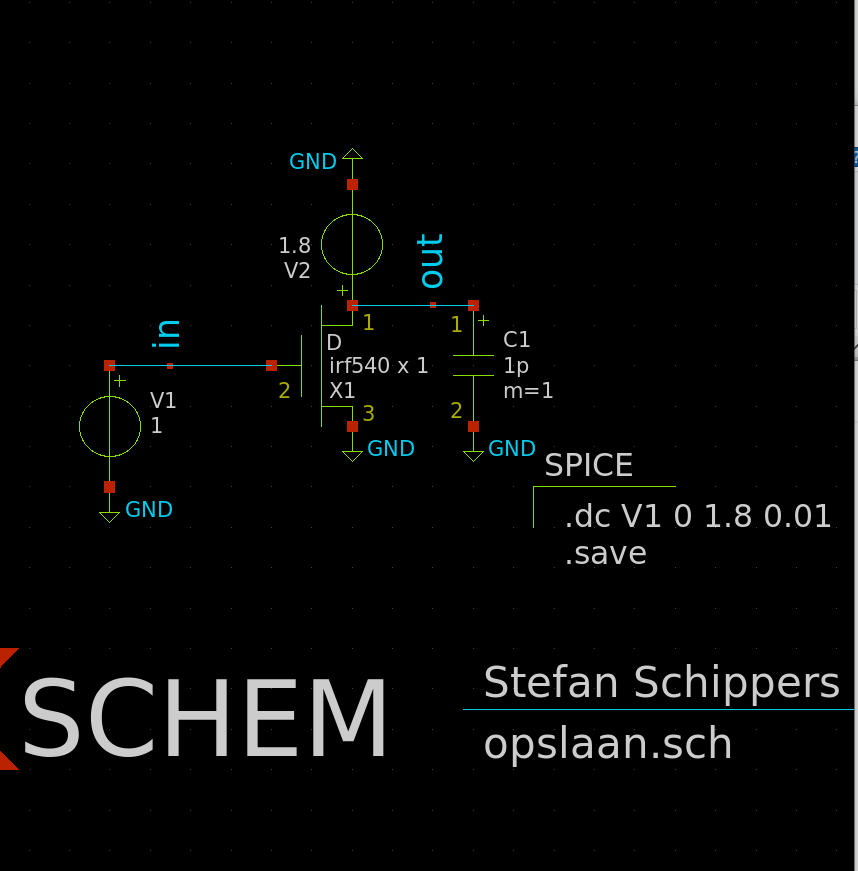 GND
1.8
V2
+
out
1
1
+
in
D
irf540 x 1
X1
C1
1p
m=1
+
2
V1
1
3
2
GND
GND
GND
SPICE
.dc V1 0 1.8 0.01
.save
SCHEM
Stefan Schippers
opslaan.sch